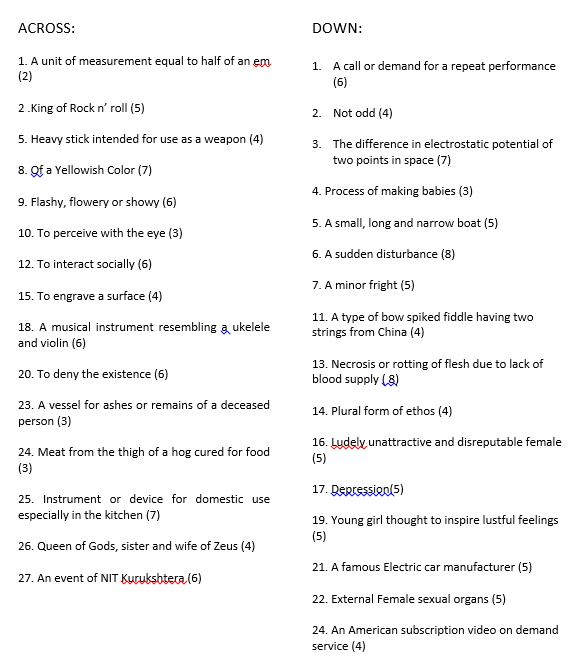 ACROSS:
1. A unit of measurement equal to half of an em
(2)
2 .King of Rock n’ roll (5)
5. Heavy stick intended for use as a weapon (4)
8. Of a Yellowish Color (7)
9. Flashy, flowery or showy (6)
10. To perceive with the eye (3)
12. To interact socially (6)
15. To engrave a surface (4)
18. A musical instrument resembling a ukelele
and violin (6)
20. To deny the existence (6)
23. A vessel for ashes or remains of a deceased
person (3)
24. Meat from the thigh of a hog cured for food
(3)
25. Instrument or device for domestic use
especially in the kitchen (7)
26. Queen of Gods, sister and wife of Zeus (4)
27. An event of NIT Kurukshtera (6)
DOWN:
1. A call or demand for a repeat performance
(6)
2. Not odd (4)
3. The difference in electrostatic potential of
two points in space (7)
4. Process of making babies (3)
5. A small, long and narrow boat (5)
6. A sudden disturbance (8)
7. A minor fright (5)
11. A type of bow spiked fiddle having two
strings from China (4)
13. Necrosis or rotting of flesh due to lack of
blood supply ( 8)
14. Plural form of ethos (4)
16. Ludely unattractive and disreputable female
(5)
17. Depression(5)
19. Young girl thought to inspire lustful feelings
(5)
21. A famous Electric car manufacturer (5)
22. External Female sexual organs (5)
24. An American subscription video on demand
service (4)